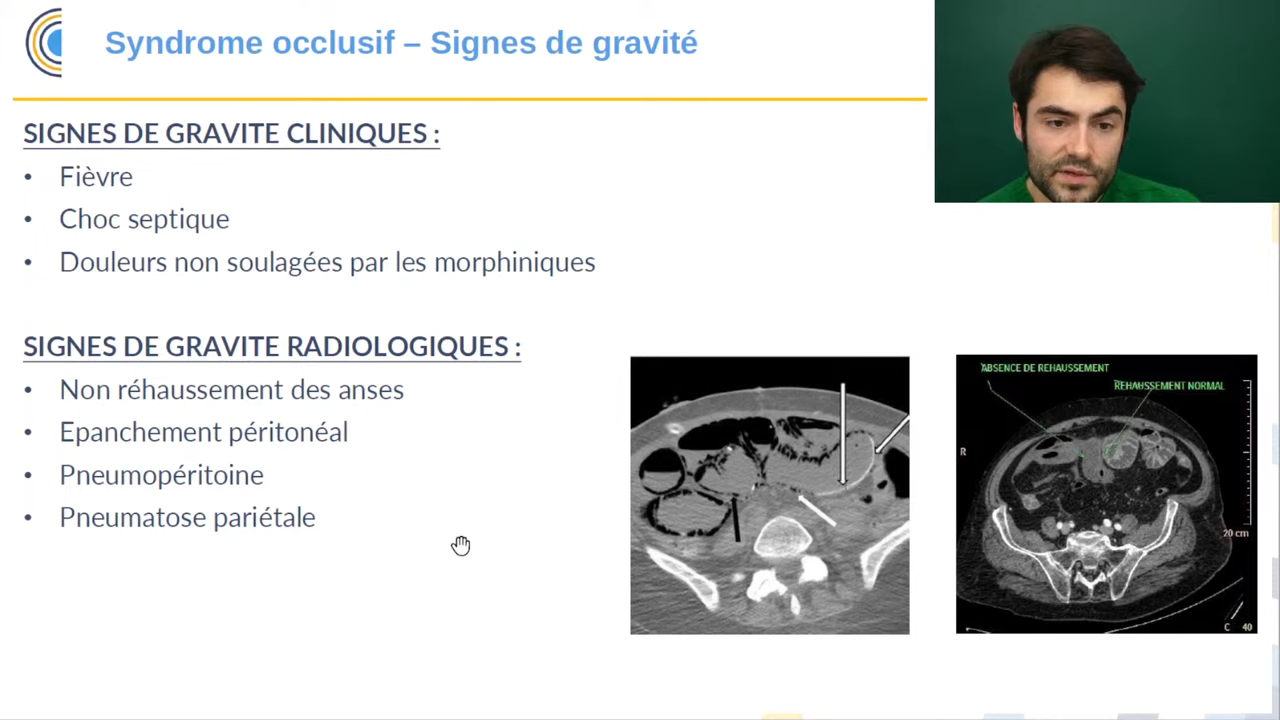 Syndrome occlusif – Signes de gravité
SIGNES DE GRAVITE CLINIQUES :
• Fièvre
• Choc septique
• Douleurs non soulagées par les morphiniques
SIGNES DE GRAVITE RADIOLOGIQUES :
• Non réhaussement des anses
• Epanchement péritonéal
• Pneumopéritoine
• Pneumatose pariétale
ABSENCE DE REHAUSSEMENT
REHAUSSEMENT NORMAL
R
20 cm
C 40